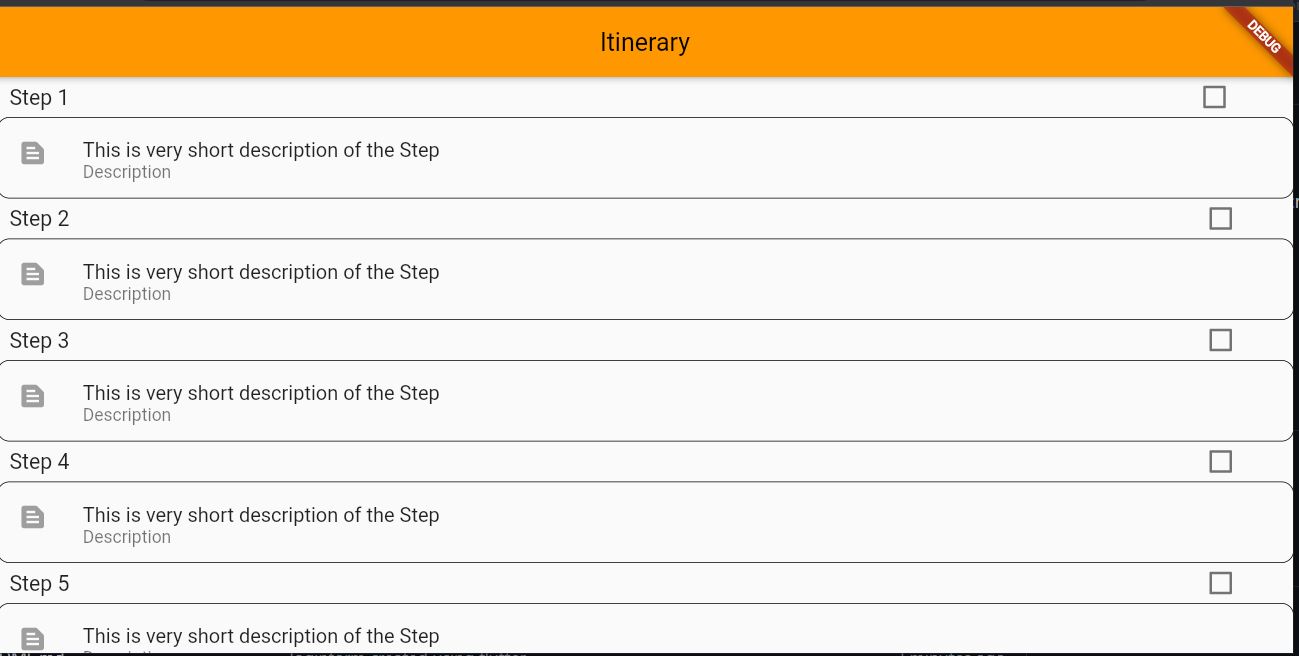 Itinerary
DEBUG
Step 1
This is very short description of the Step
Description
Step 2
This is very short description of the Step
Description
Step 3
This is very short description of the Step
Description
Step 4
This is very short description of the Step
Description
Step 5
This is very short description of the Step